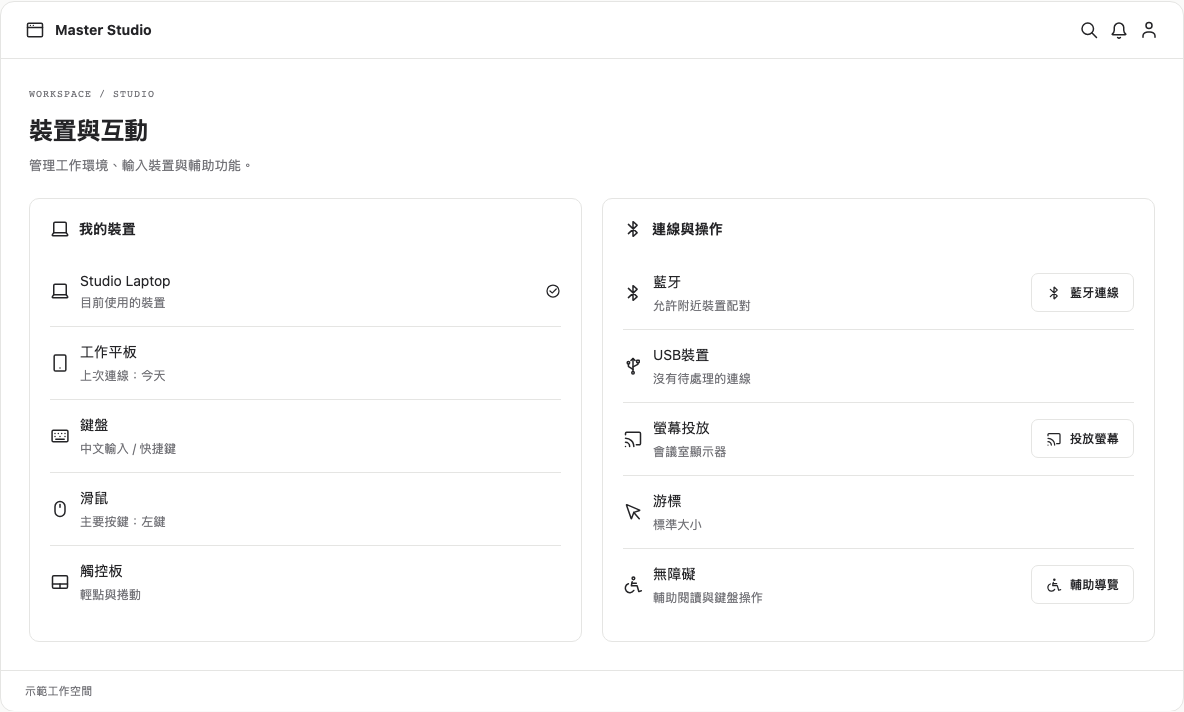 Master Studio
WORKSPACE / STUDIO
裝置與互動
管理工作環境、輸入裝置與輔助功能。
我的裝置
Studio Laptop
目前使用的裝置
工作平板
上次連線：今天
鍵盤
中文輸入 / 快捷鍵
滑鼠
主要按鍵：左鍵
觸控板
輕點與捲動
連線與操作
藍牙
允許附近裝置配對
藍牙連線
USB裝置
沒有待處理的連線
螢幕投放
會議室顯示器
投放螢幕
游標
標準大小
無障礙
輔助閱讀與鍵盤操作
輔助導覽
示範工作空間